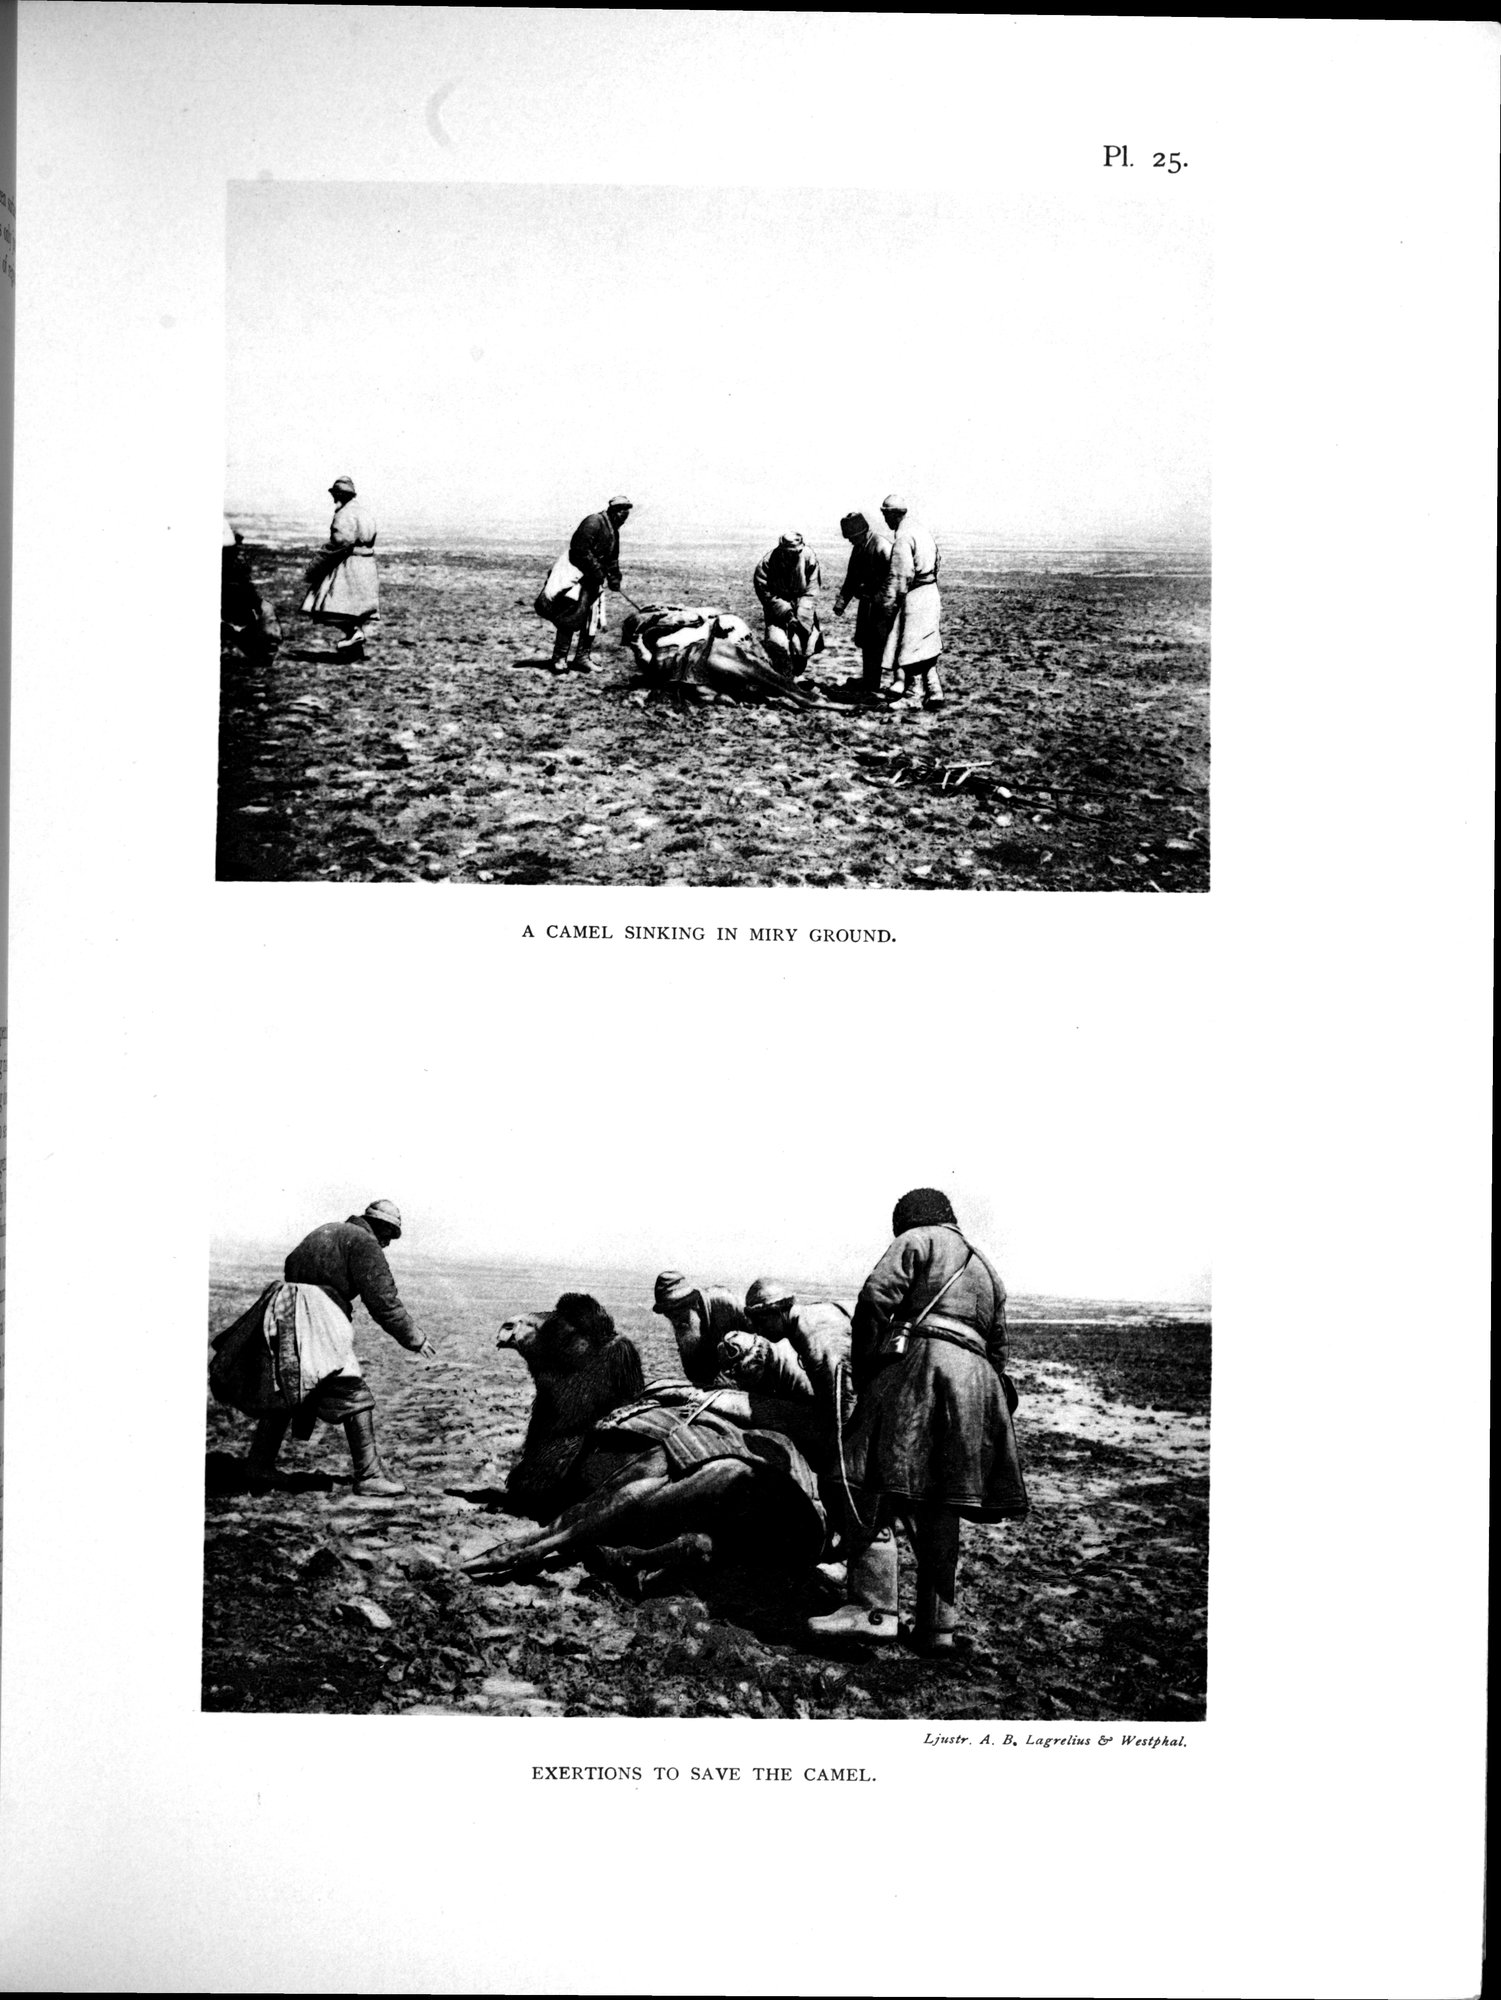 Pl. 25.
A CAMEL SINKING IN MIRY GROUND.
Ljustr. A. B. Lagrelius & Westphal.
EXERTIONS TO SAVE THE CAMEL.